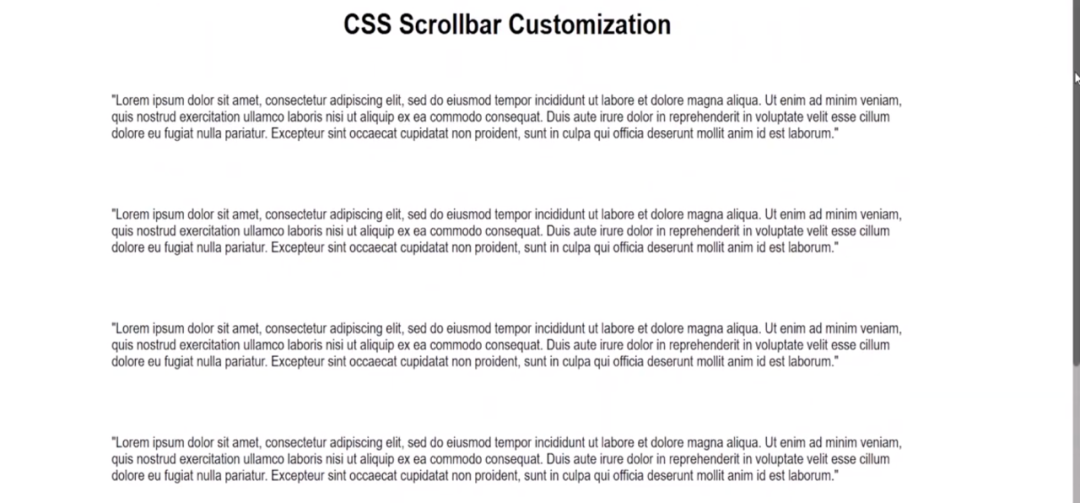 CSS Scrollbar Customization
"Lorem ipsum dolor sit amet, consectetur adipiscing elit, sed do eiusmod tempor incididunt ut labore et dolore magna aliqua. Ut enim ad minim veniam,
quis nostrud exercitation ullamco laboris nisi ut aliquip ex ea commodo consequat. Duis aute irure dolor in reprehenderit in voluptate velit esse cillum
dolore eu fugiat nulla pariatur. Excepteur sint occaecat cupidatat non proident, sunt in culpa qui officia deserunt mollit anim id est laborum."
"Lorem ipsum dolor sit amet, consectetur adipiscing elit, sed do eiusmod tempor incididunt ut labore et dolore magna aliqua. Ut enim ad minim veniam,
quis nostrud exercitation ullamco laboris nisi ut aliquip ex ea commodo consequat. Duis aute irure dolor in reprehenderit in voluptate velit esse cillum
dolore eu fugiat nulla pariatur. Excepteur sint occaecat cupidatat non proident, sunt in culpa qui officia deserunt mollit anim id est laborum."
"Lorem ipsum dolor sit amet, consectetur adipiscing elit, sed do eiusmod tempor incididunt ut labore et dolore magna aliqua. Ut enim ad minim veniam,
quis nostrud exercitation ullamco laboris nisi ut aliquip ex ea commodo consequat. Duis aute irure dolor in reprehenderit in voluptate velit esse cillum
dolore eu fugiat nulla pariatur. Excepteur sint occaecat cupidatat non proident, sunt in culpa qui officia deserunt mollit anim id est laborum."
"Lorem ipsum dolor sit amet, consectetur adipiscing elit, sed do eiusmod tempor incididunt ut labore et dolore magna aliqua. Ut enim ad minim veniam,
quis nostrud exercitation ullamco laboris nisi ut aliquip ex ea commodo consequat. Duis aute irure dolor in reprehenderit in voluptate velit esse cillum
dolore eu fugiat nulla pariatur. Excepteur sint occaecat cupidatat non proident, sunt in culpa qui officia deserunt mollit anim id est laborum."